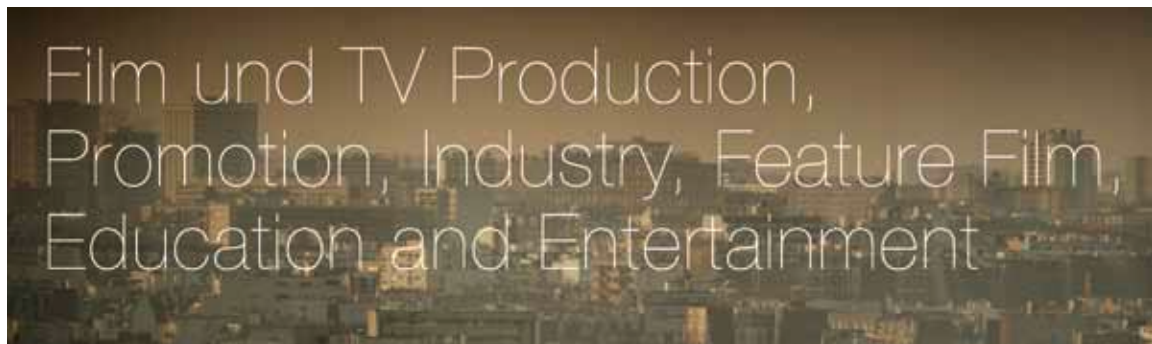 Film und TV Production,
Promotion, Industry, Feature Film,
Education and Entertainment